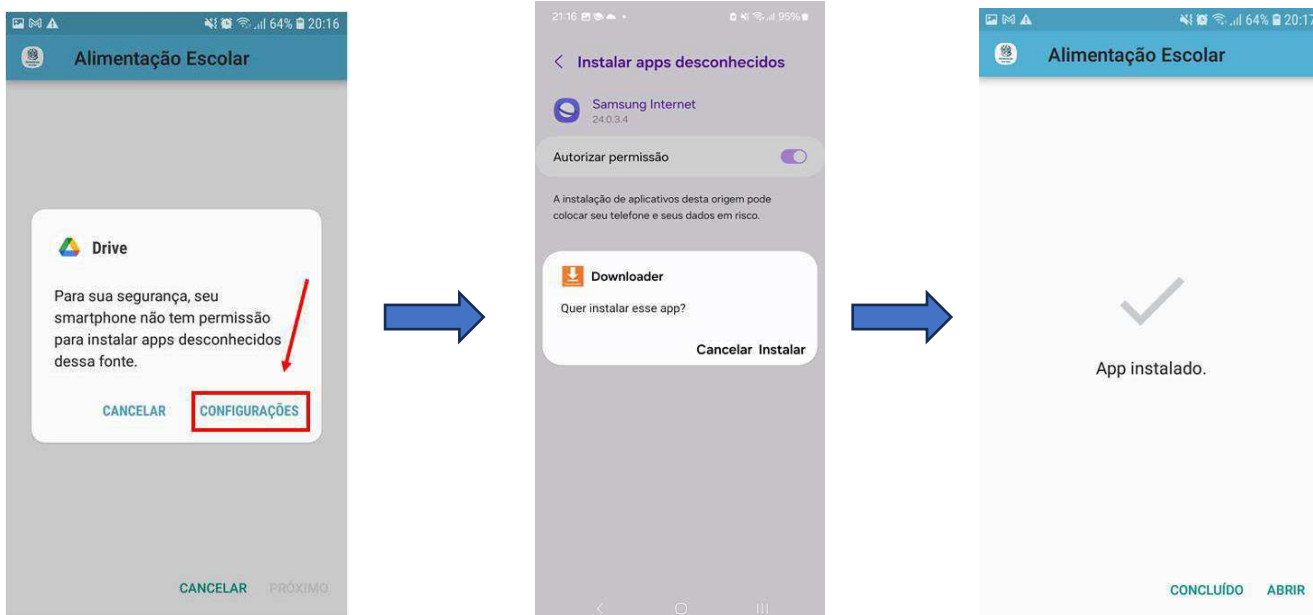 64% 20:16
Alimentação Escolar
Drive
Para sua segurança, seu
smartphone não tem permissão
para instalar apps desconhecidos
dessa fonte.
CANCELAR CONFIGURAÇÕES
CANCELAR PRÓXIMO
21:16 95%
Instalar apps desconhecidos
Samsung Internet
24.0.3.4
Autorizar permissão
A instalação de aplicativos desta origem pode
colocar seu telefone e seus dados em risco.
Downloader
Quer instalar esse app?
Cancelar Instalar
64% 20:17
Alimentação Escolar
App instalado.
CONCLUÍDO ABRIR